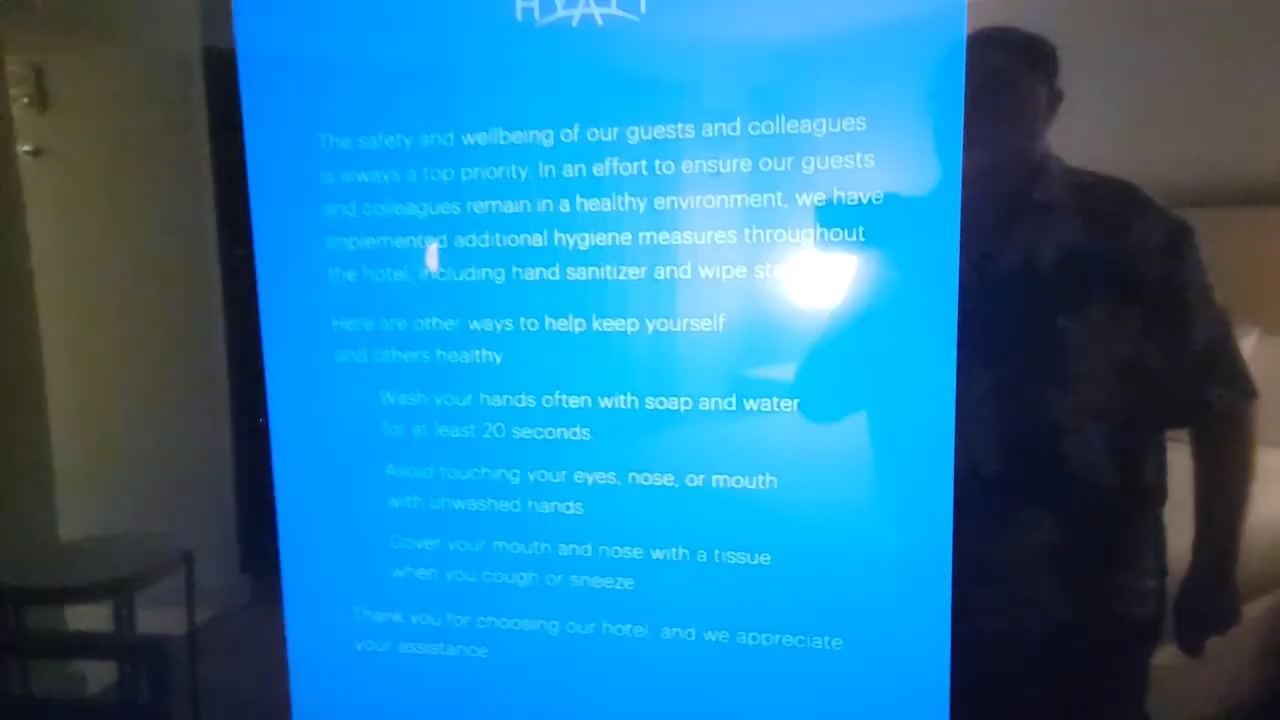 HYATT
The safety and wellbeing of our guests and colleagues
is always a top priority. In an effort to ensure our guests
and colleagues remain in a healthy environment, we have
implemented additional hygiene measures throughout
the hotel, including hand sanitizer and wipe
Here are other ways to help keep yourself
and others healthy
Wash your hands often with soap and water
for at least 20 seconds.
Avoid touching your eyes, nose, or mouth
with unwashed hands
Cover your mouth and nose with a tissue
when you cough or sneeze
Thank you for choosing our hotel, and we appreciate
your assistance